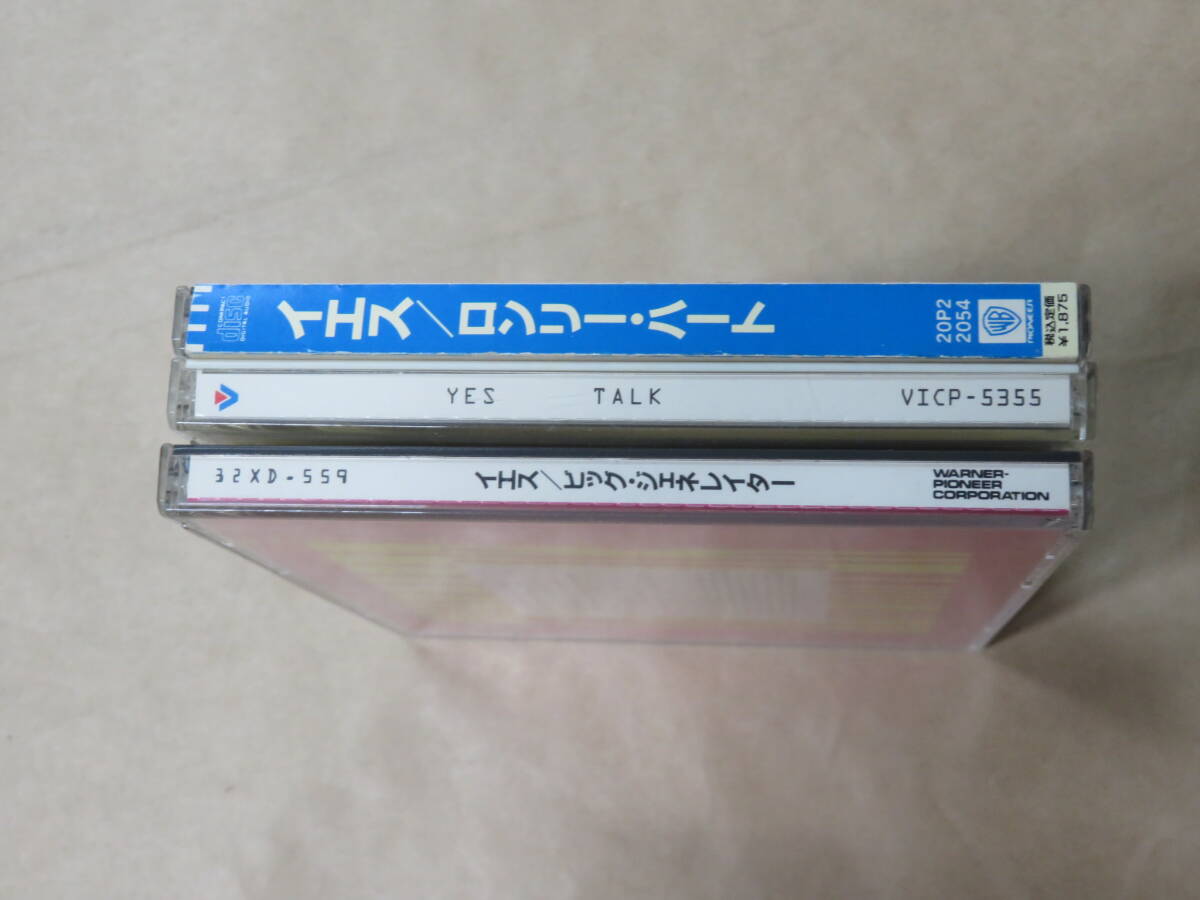 COMPACT
disc
DIGITAL AUDIO
イエス/ロンリー・ハート
20P2
2054
WB
PIONEER
税込定価
¥1,875
YES TALK VICP-5355
32XD-559
イエス/ビッグ・ジェネレイター
WARNER-
PIONEER
CORPORATION